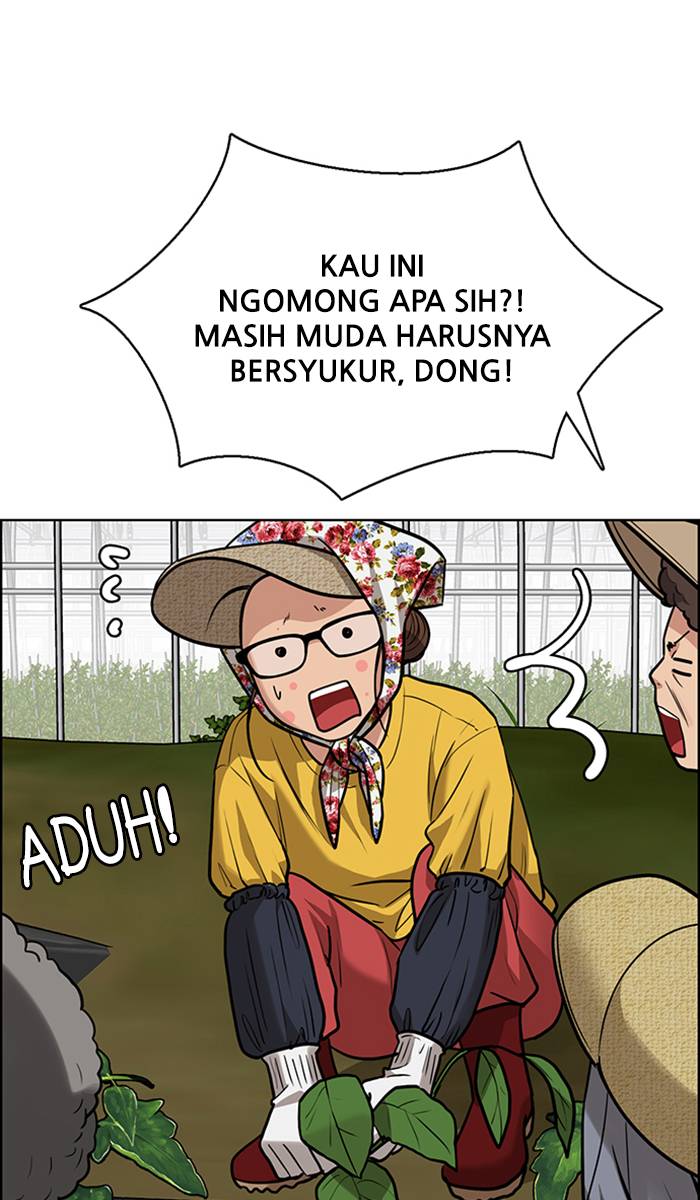 KAU INI
NGOMONG APA SIH?!
MASIH MUDA HARUSNYA
BERSYUKUR, DONG!
ADUH!